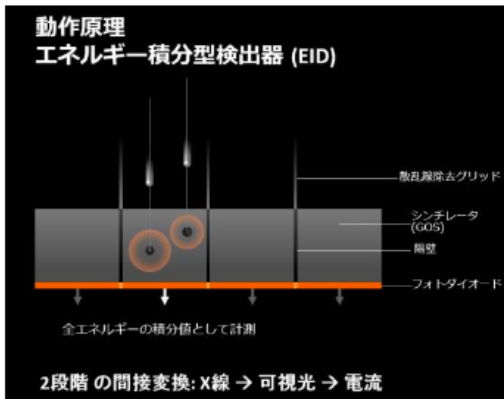 動作原理
エネルギー積分型検出器 (EID)
散乱線除去グリッド
シンチレータ
(GOS)
隔壁
フォトダイオード
全エネルギーの積分値として計測
2段階 の間接変換: X線 → 可視光 → 電流